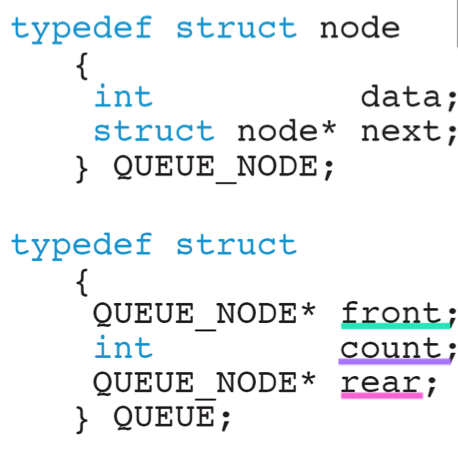 typedef struct node
{
int data;
struct node* next;
} QUEUE_NODE;
typedef struct
{
QUEUE_NODE* front;
int count;
QUEUE_NODE* rear;
} QUEUE;